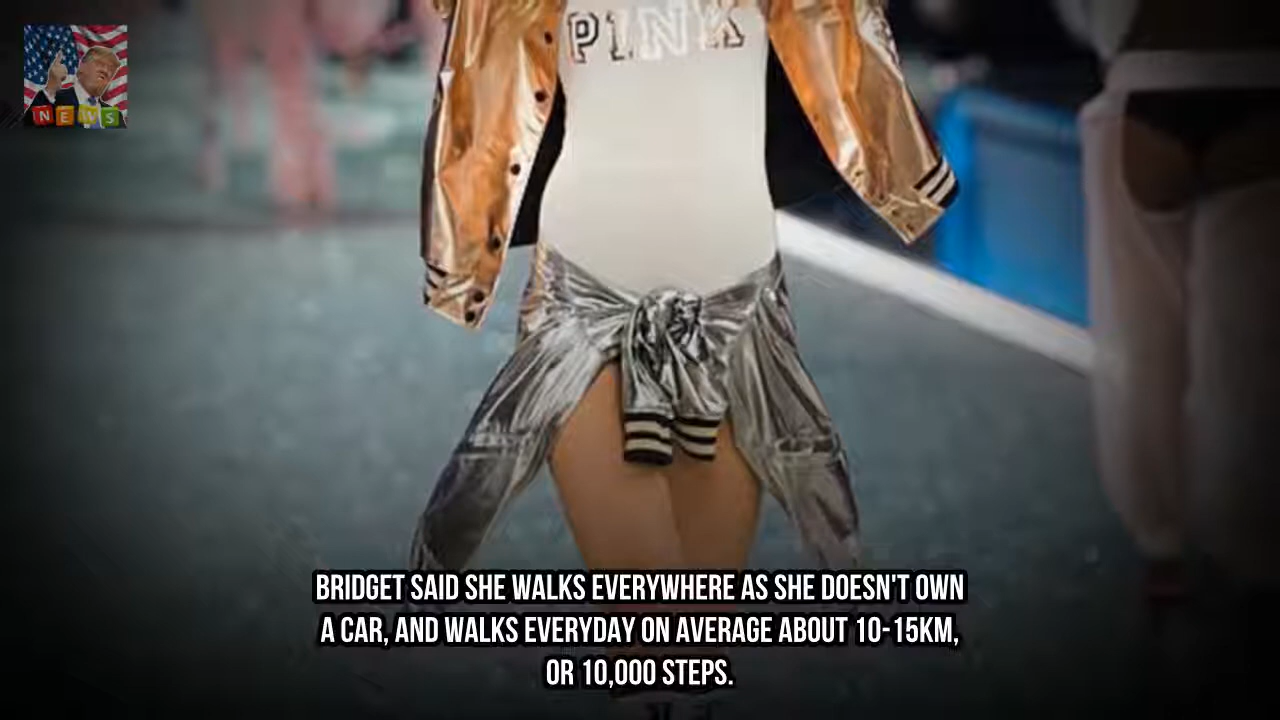 NEWS
PINK
BRIDGET SAID SHE WALKS EVERYWHERE AS SHE DOESN'T OWN
A CAR, AND WALKS EVERYDAY ON AVERAGE ABOUT 10-15KM,
OR 10,000 STEPS.